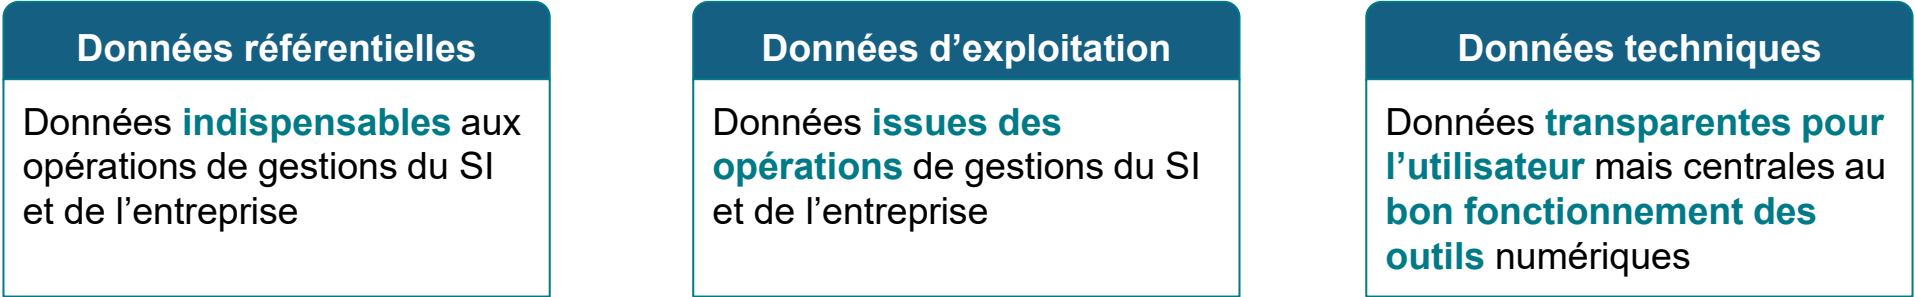 Données référentielles
Données indispensables aux
opérations de gestions du SI
et de l’entreprise
Données d’exploitation
Données issues des
opérations de gestions du SI
et de l’entreprise
Données techniques
Données transparentes pour
l’utilisateur mais centrales au
bon fonctionnement des
outils numériques